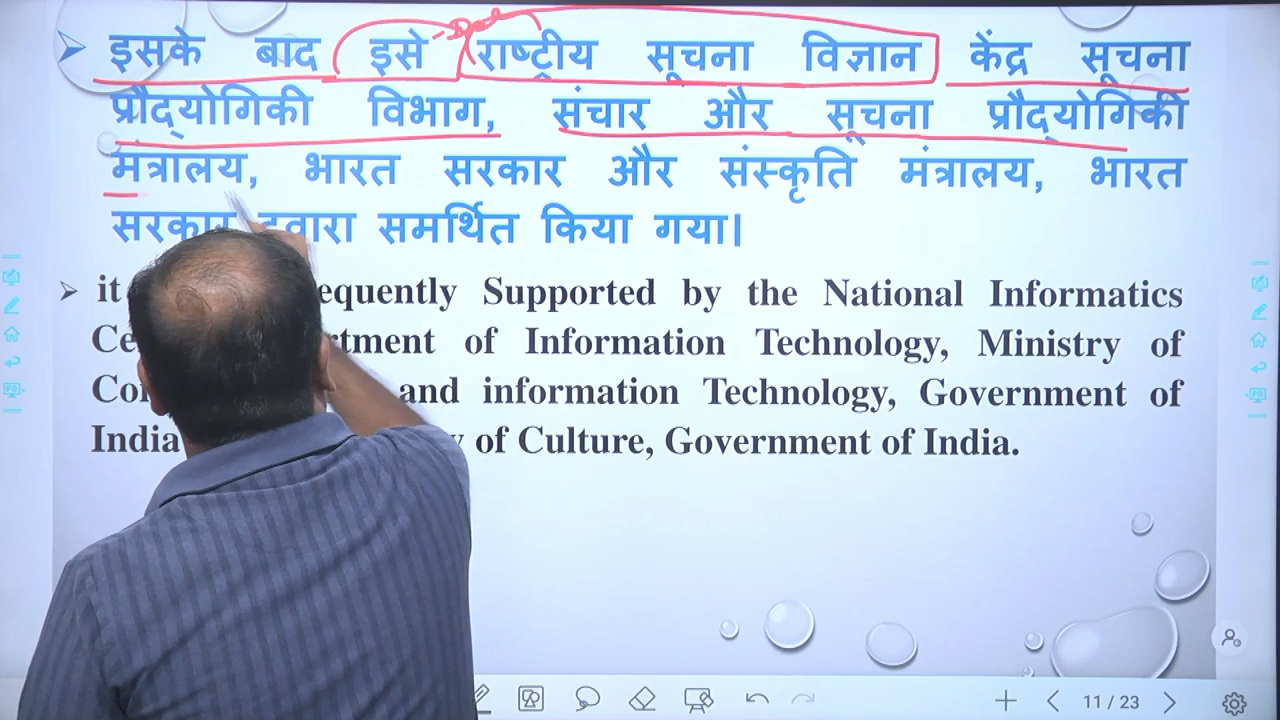 इसके बाद इसे राष्ट्रीय सूचना विज्ञान केंद्र सूचना
प्रौद्योगिकी विभाग, संचार और सूचना प्रौद्योगिकी
मंत्रालय, भारत सरकार और संस्कृति मंत्रालय, भारत
सरकार द्वारा समर्थित किया गया।
it equently Supported by the National Informatics
Ce rtment of Information Technology, Ministry of
Co and information Technology, Government of
India y of Culture, Government of India.
11 / 23